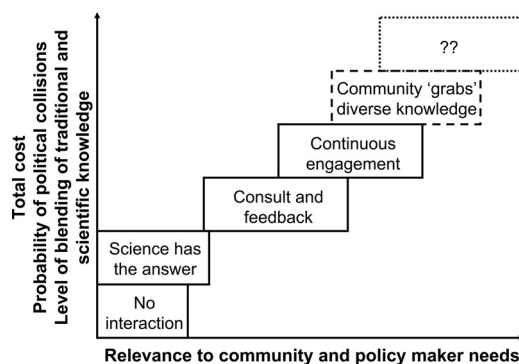 ??
Community ‘grabs’
diverse knowledge
Continuous
engagement
Consult and
feedback
Science has
the answer
No
interaction
Total cost
Probability of political collisions
Level of blending of traditional and
scientific knowledge
Relevance to community and policy maker needs